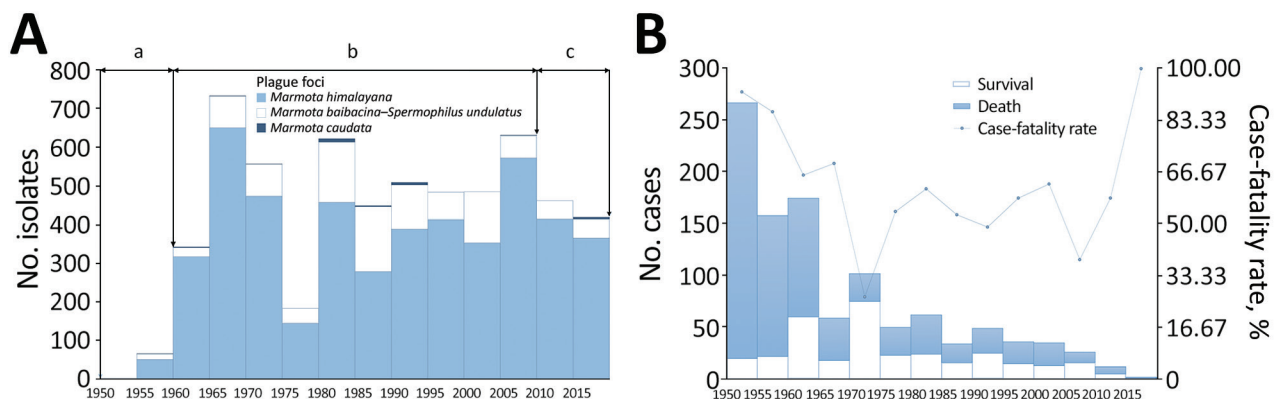 A
a
b
c
No. isolates
800
700
600
500
400
300
200
100
0
Plague foci
Marmota himalayana
Marmota baibacina–Spermophilus undulatus
Marmota caudata
1950 1955 1960 1965 1970 1975 1980 1985 1990 1995 2000 2005 2010 2015
B
No. cases
300
250
200
150
100
50
0
Survival
Death
Case-fatality rate
100.00
83.33
66.67
50.00
33.33
16.67
0
Case-fatality rate, %
1950 1955 1960 1965 1970 1975 1980 1985 1990 1995 2000 2005 2010 2015